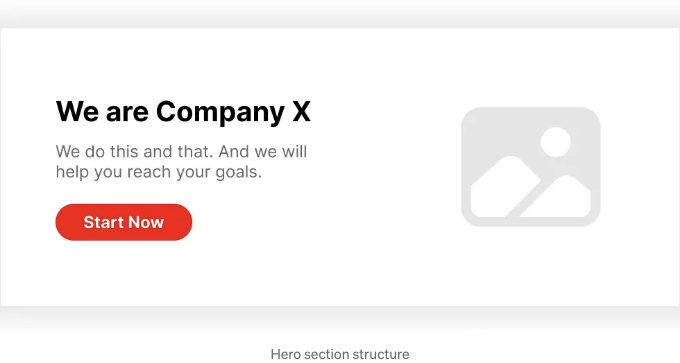 We are Company X
We do this and that. And we will
help you reach your goals.
Start Now
Hero section structure